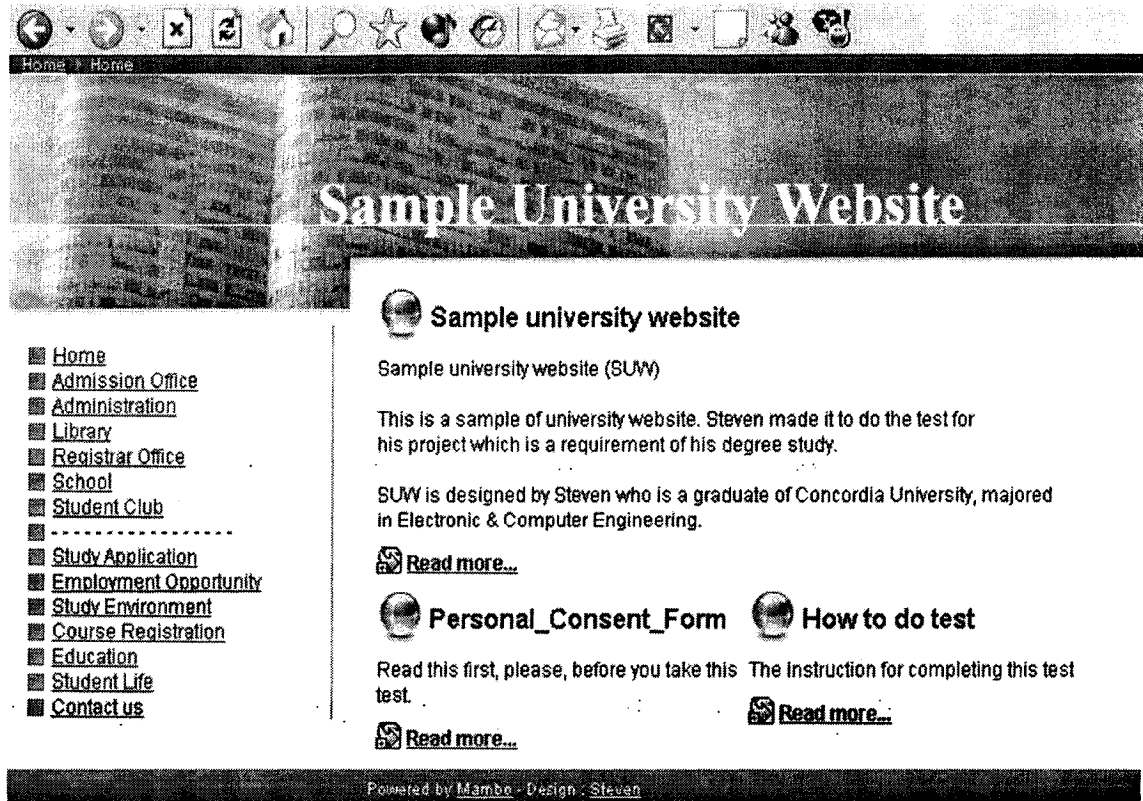 Home > Home
Sample University Website
Home
Admission Office
Administration
Library
Registrar Office
School
Student Club
- - - - - - - - - - - - - - - - - -
Study Application
Employment Opportunity
Study Environment
Course Registration
Education
Student Life
Contact us
Sample university website
Sample university website (SUW)
This is a sample of university website. Steven made it to do the test for
his project which is a requirement of his degree study.
SUW is designed by Steven who is a graduate of Concordia University, majored
in Electronic & Computer Engineering.
Read more...
Personal_Consent_Form
Read this first, please, before you take this
test.
Read more...
How to do test
The Instruction for completing this test
Read more...
Powered by Mambo - Design : Steven